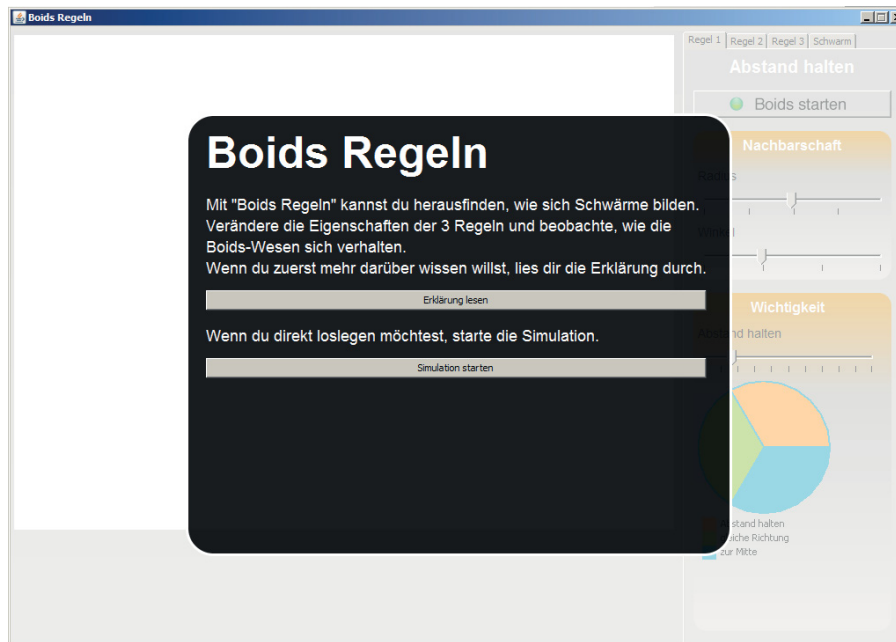 Boids Regeln
Regel 1 Regel 2 Regel 3 Schwarm
Abstand halten
Boids starten
Nachbarschaft
Boids Regeln
Mit "Boids Regeln" kannst du herausfinden, wie sich Schwärme bilden.
Verändere die Eigenschaften der 3 Regeln und beobachte, wie die
Boids-Wesen sich verhalten.
Wenn du zuerst mehr darüber wissen willst, lies dir die Erklärung durch.
Erklärung lesen
Wenn du direkt loslegen möchtest, starte die Simulation.
Simulation starten
Radius
Winkel
Wichtigkeit
Abstand halten
Abstand halten
gleiche Richtung
zur Mitte